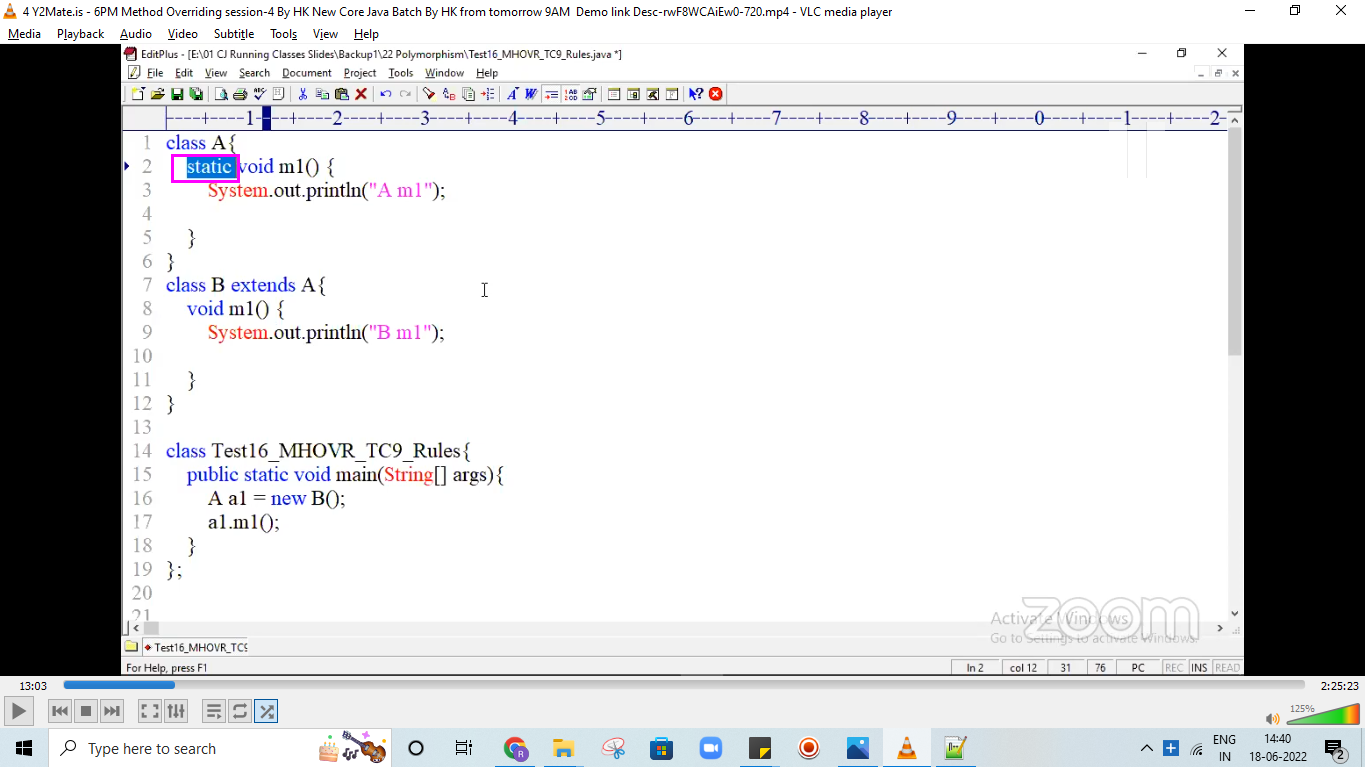 4 Y2Mate.is - 6PM Method Overriding session-4 By HK New Core Java Batch By HK from tomorrow 9AM  Demo link Desc-rwF8WCAiEw0-720.mp4 - VLC media player
Media Playback Audio Video Subtitle Tools View Help
EditPlus - [E:\01 CJ Running Classes Slides\Backup1\22 Polymorphism\Test16_MHOVR_TC9_Rules.java *]
File Edit View Search Document Project Tools Window Help
----+----1----+----2----+----3----+----4----+----5----+----6----+----7----+----8----+----9----+----0----+----1----+----2-
1 class A{
2 static void m1() {
3 System.out.println("A m1");
4
5 }
6 }
7 class B extends A{
8 void m1() {
9 System.out.println("B m1");
10
11 }
12 }
13
14 class Test16_MHOVR_TC9_Rules{
15 public static void main(String[] args){
16 A a1 = new B();
17 a1.m1();
18 }
19 };
20
21
zoom
Activate Windows
Go to Settings to activate Windows.
Test16_MHOVR_TC9
For Help, press F1
ln 2 col 12 31 76 PC REC INS READ
13:03 2:25:23
125%
Type here to search
ENG
IN
14:40
18-06-2022
2